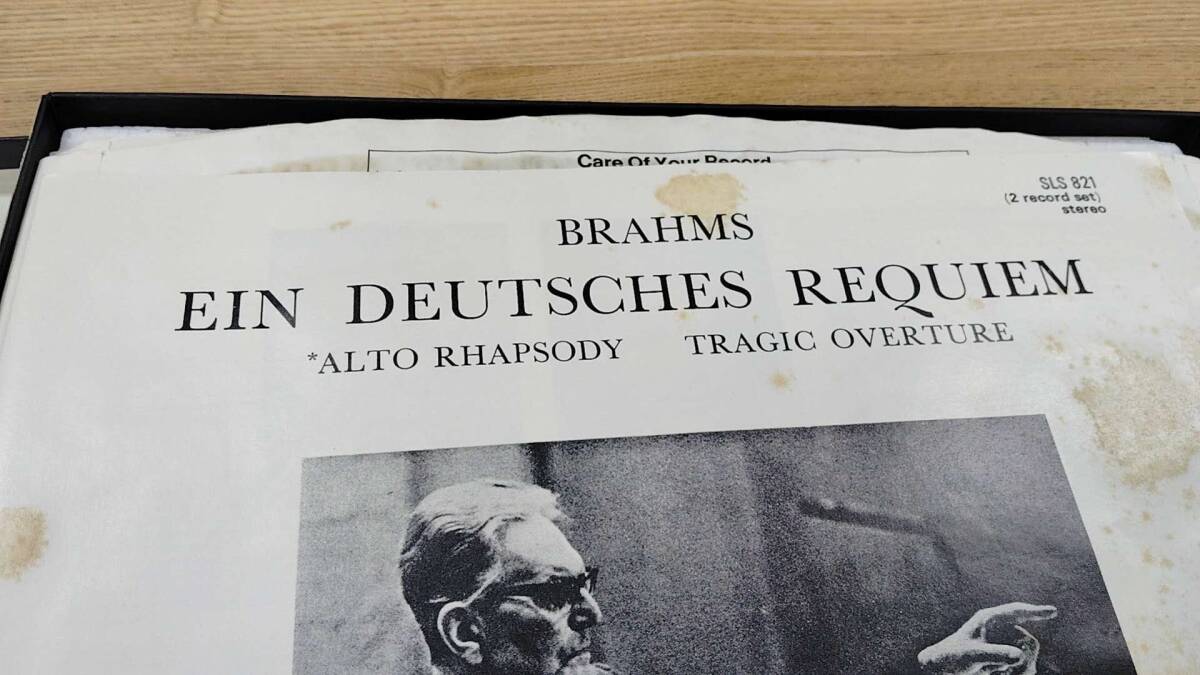 Care Of Your Record
SLS 821
(2 record set)
stereo
BRAHMS
EIN DEUTSCHES REQUIEM
*ALTO RHAPSODY TRAGIC OVERTURE